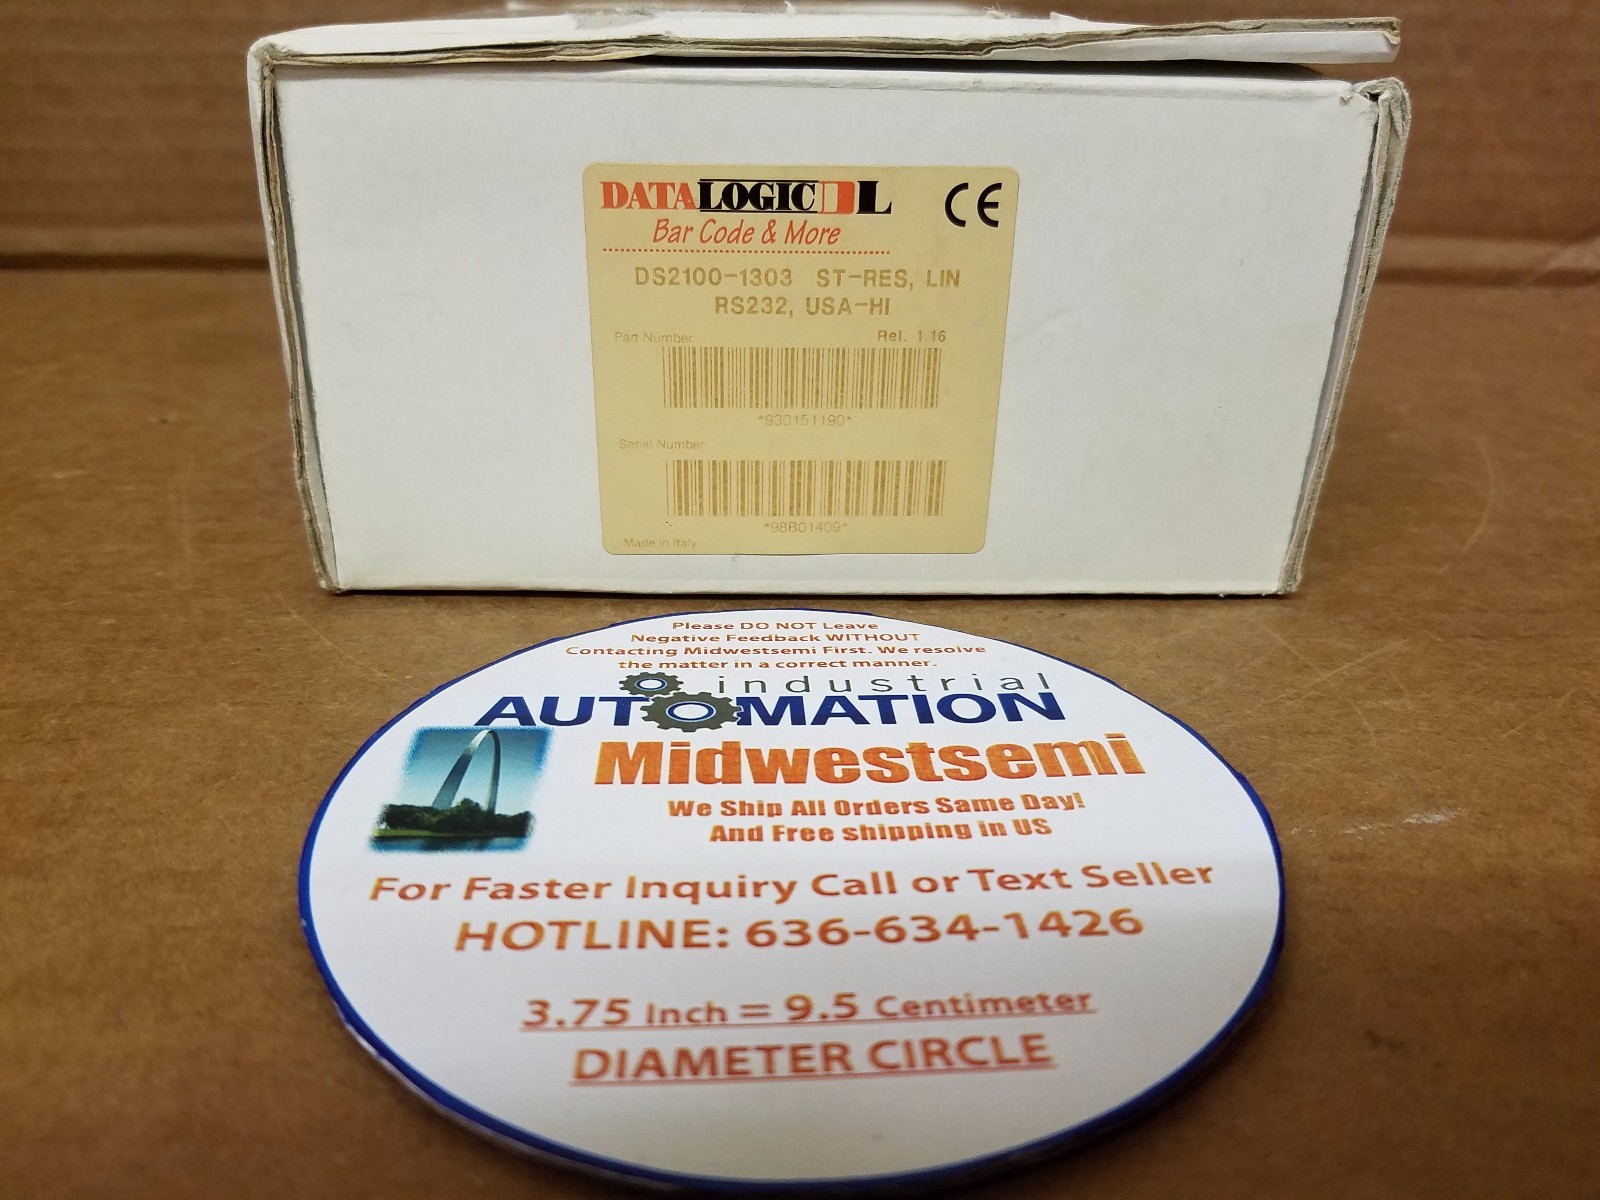 DATALOGIC DL
Bar Code & More
CE
DS2100-1303 ST-RES, LIN
RS232, USA-HI
Part Number Rel. 1.16
*930151190*
Serial Number
*98B01409*
Made in Italy
Please DO NOT Leave
Negative Feedback WITHOUT
Contacting Midwestsemi First. We resolve
the matter in a correct manner.
industrial
AUTOMATION
Midwestsemi
We Ship All Orders Same Day!
And Free shipping in US
For Faster Inquiry Call or Text Seller
HOTLINE: 636-634-1426
3.75 Inch = 9.5 Centimeter
DIAMETER CIRCLE